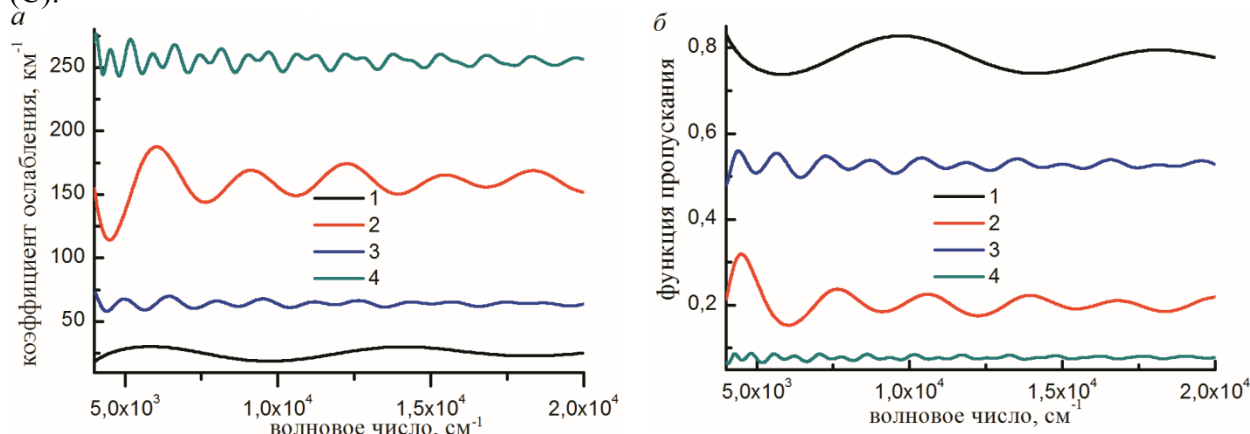 (C).
а
б
коэффициент ослабления, км⁻¹
250
200
150
100
50
1
2
3
4
5,0x10³
1,0x10⁴
1,5x10⁴
2,0x10⁴
волновое число, см⁻¹
функция пропускания
0,8
0,6
0,4
0,2
1
2
3
4
5,0x10³
1,0x10⁴
1,5x10⁴
2,0x10⁴
волновое число, см⁻¹